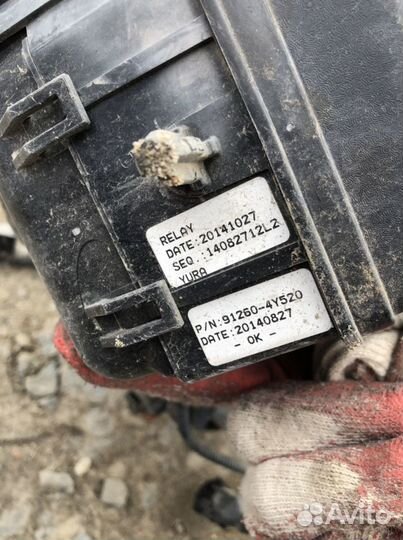 RELAY
DATE:20141027
SEQ.:14082712L2
YURA
P/N:91260-4Y520
DATE:20140827
- OK -
Avito